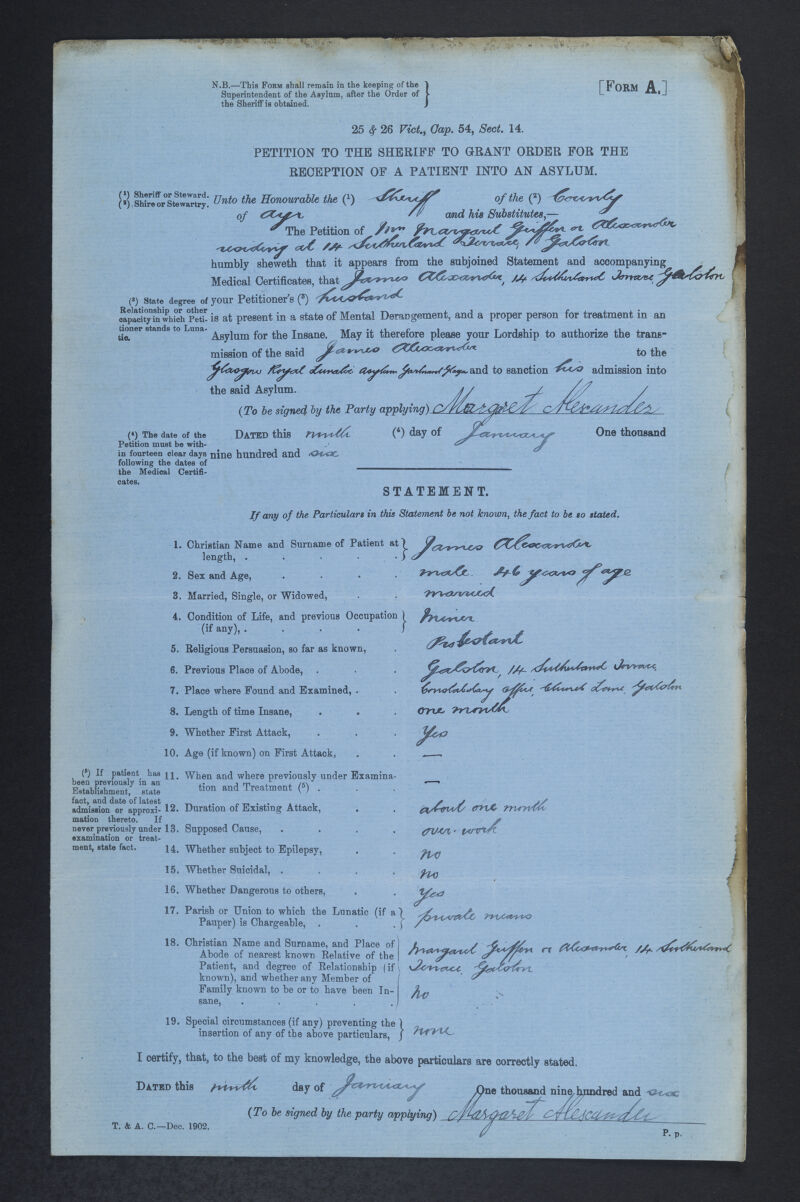 N.B.—This Form shall remain in the keeping of the
Superintendent of the Asylum, after the Order of
the Sheriff is obtained.
[Form A.]
25 & 26 Vict., Cap. 54, Sect. 14.
PETITION TO THE SHERIFF TO GRANT ORDER FOR THE
RECEPTION OF A PATIENT INTO AN ASYLUM.
(1) Sheriff or Steward.
(2) Shire or Stewartry.
Unto the Honourable the (1) Sheriff of the (2) County
of Ayr and his Substitutes,—
The Petition of Mrs Margaret Giffen or Alexander
residing at 14 Sutherland Terrace, Galston
humbly sheweth that it appears from the subjoined Statement and accompanying
Medical Certificates, that James Alexander, 14 Sutherland Terrace, Galston
(3) State degree of
Relationship or other
capacity in which Peti-
tioner stands to Luna-
tic.
your Petitioner's (3) husband
is at present in a state of Mental Derangement, and a proper person for treatment in an
Asylum for the Insane. May it therefore please your Lordship to authorize the trans-
mission of the said James Alexander to the
Glasgow Royal Lunatic Asylum Gartnavel Glasgow and to sanction his admission into
the said Asylum.
(To be signed by the Party applying) Margaret Alexander
(4) The date of the
Petition must be with-
in fourteen clear days
following the dates of
the Medical Certifi-
cates.
Dated this ninth (4) day of January One thousand
nine hundred and six
STATEMENT.
If any of the Particulars in this Statement be not known, the fact to be so stated.
1. Christian Name and Surname of Patient at
length, . James Alexander
2. Sex and Age, male 46 years of age
3. Married, Single, or Widowed, married
4. Condition of Life, and previous Occupation
(if any), . Miner
5. Religious Persuasion, so far as known, Protestant
6. Previous Place of Abode, . Galston, 14 Sutherland Terrace,
7. Place where Found and Examined, . Constabulary office, Church Lane, Galston
8. Length of time Insane, one month
9. Whether First Attack, Yes
10. Age (if known) on First Attack, —
(5) If patient has
been previously in an
Establishment, state
fact, and date of latest
admission or approxi-
mation thereto. If
never previously under
examination or treat-
ment, state fact.
11. When and where previously under Examina-
tion and Treatment (5) . —
12. Duration of Existing Attack, about one month
13. Supposed Cause, over-work
14. Whether subject to Epilepsy, no
15. Whether Suicidal, . no
16. Whether Dangerous to others, Yes
17. Parish or Union to which the Lunatic (if a
Pauper) is Chargeable, . private means
18. Christian Name and Surname, and Place of
Abode of nearest known Relative of the
Patient, and degree of Relationship (if
known), and whether any Member of
Family known to be or to have been In-
sane, .
Margaret Giffen or Alexander, 14 Sutherland
Terrace, Galston
No
19. Special circumstances (if any) preventing the
insertion of any of the above particulars, none
I certify, that, to the best of my knowledge, the above particulars are correctly stated.
Dated this ninth day of January One thousand nine hundred and six
(To be signed by the party applying) Margaret Alexander
T. & A. C.—Dec. 1902.
P. p.